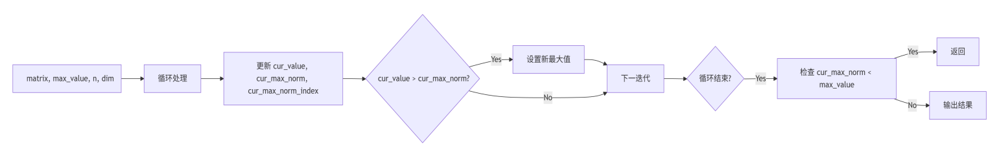 matrix, max_value, n, dim
循环处理
更新 cur_value,
cur_max_norm,
cur_max_norm_index
cur_value > cur_max_norm?
Yes
设置新最大值
No
下一迭代
循环结束?
Yes
检查 cur_max_norm <
max_value
Yes
返回
No
输出结果